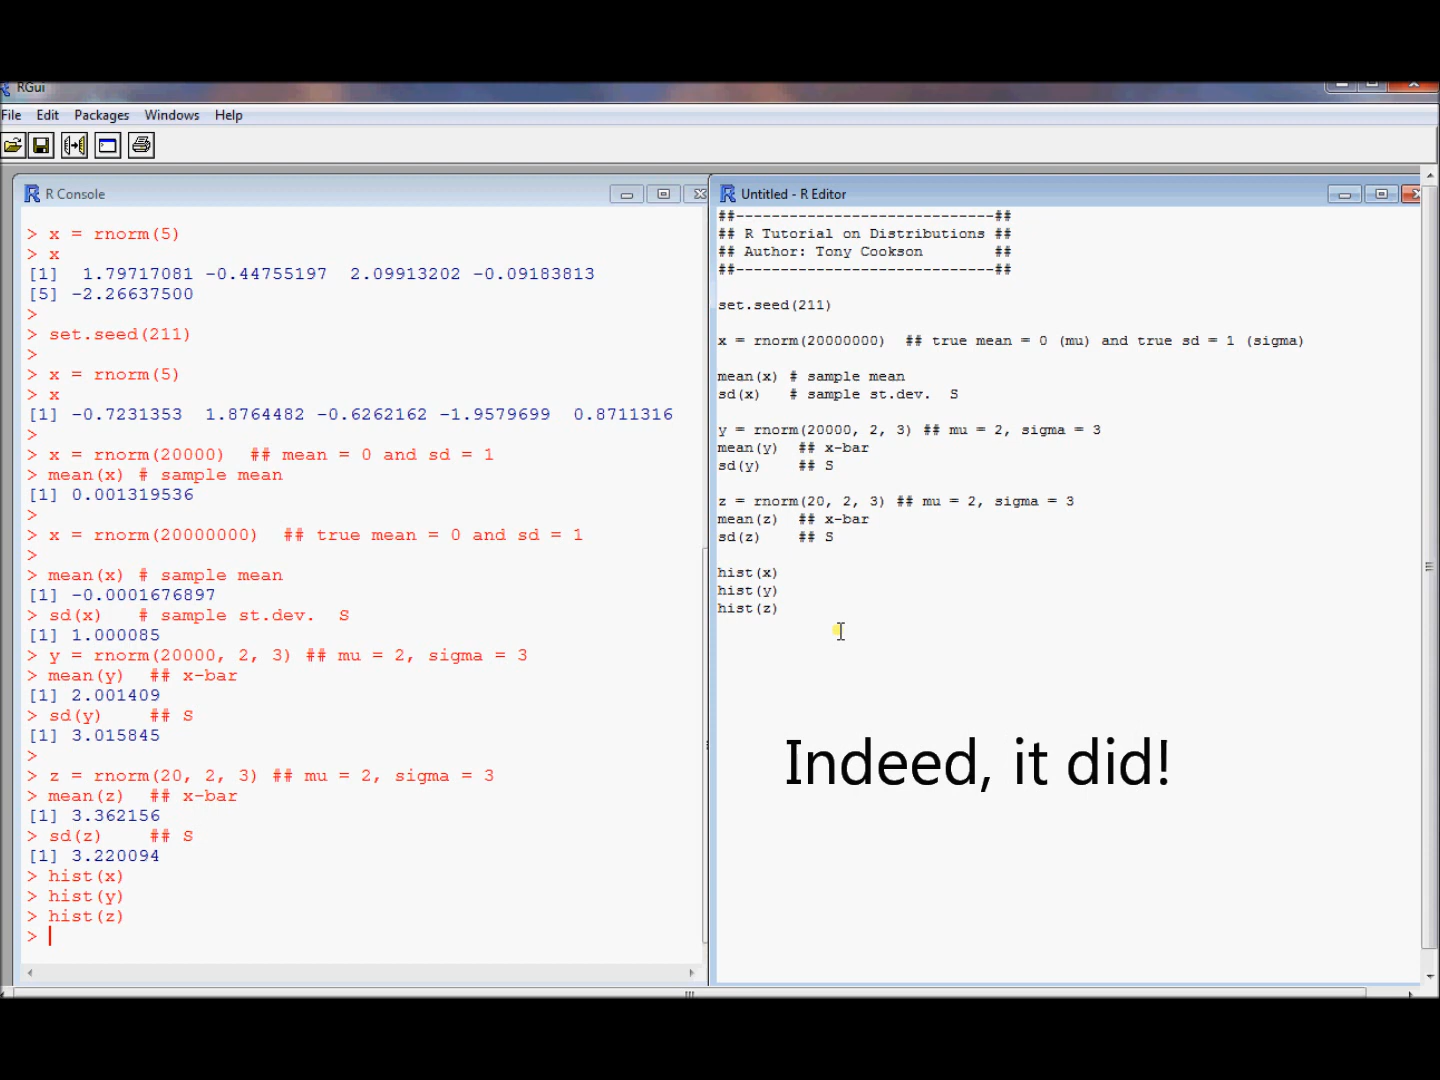 RGui
File Edit Packages Windows Help
R Console
> x = rnorm(5)
> x
[1]  1.79717081 -0.44755197  2.09913202 -0.09183813
[5] -2.26637500
>
> set.seed(211)
>
> x = rnorm(5)
> x
[1] -0.7231353  1.8764482 -0.6262162 -1.9579699  0.8711316
>
> x = rnorm(20000)  ## mean = 0 and sd = 1
> mean(x) # sample mean
[1] 0.001319536
>
> x = rnorm(20000000)  ## true mean = 0 and sd = 1
>
> mean(x) # sample mean
[1] -0.0001676897
> sd(x)   # sample st.dev.  S
[1] 1.000085
> y = rnorm(20000, 2, 3) ## mu = 2, sigma = 3
> mean(y)  ## x-bar
[1] 2.001409
> sd(y)    ## S
[1] 3.015845
>
> z = rnorm(20, 2, 3) ## mu = 2, sigma = 3
> mean(z)  ## x-bar
[1] 3.362156
> sd(z)    ## S
[1] 3.220094
> hist(x)
> hist(y)
> hist(z)
>
Untitled - R Editor
##-----------------------------##
## R Tutorial on Distributions ##
## Author: Tony Cookson        ##
##-----------------------------##
set.seed(211)
x = rnorm(20000000)  ## true mean = 0 (mu) and true sd = 1 (sigma)
mean(x) # sample mean
sd(x)   # sample st.dev.  S
y = rnorm(20000, 2, 3) ## mu = 2, sigma = 3
mean(y)  ## x-bar
sd(y)    ## S
z = rnorm(20, 2, 3) ## mu = 2, sigma = 3
mean(z)  ## x-bar
sd(z)    ## S
hist(x)
hist(y)
hist(z)
Indeed, it did!